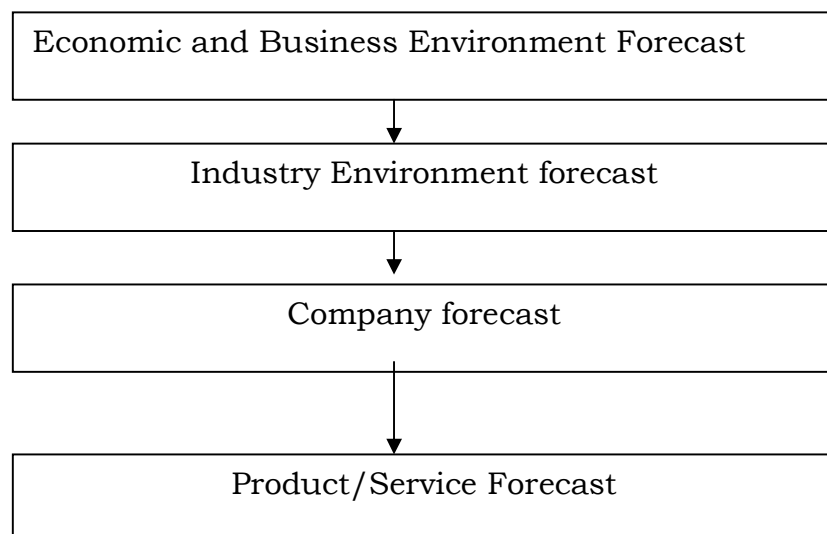 Economic and Business Environment Forecast
Industry Environment forecast
Company forecast
Product/Service Forecast